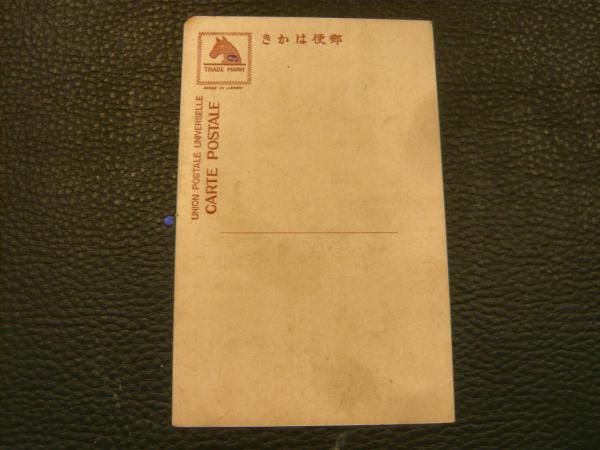 きかは便郵
TRADE MARK
MADE IN JAPAN
UNION POSTALE UNIVERSELLE
CARTE POSTALE